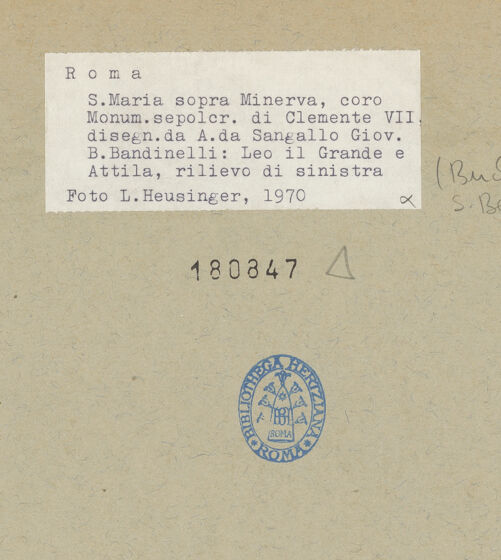 Roma
S.Maria sopra Minerva, coro
Monum.sepolcr. di Clemente VII.
disegn.da A.da Sangallo Giov.
B.Bandinelli: Leo il Grande e
Attila, rilievo di sinistra
Foto L.Heusinger, 1970 α
180847
BIBLIOTHECA HERTZIANA
ROMA
ROMA